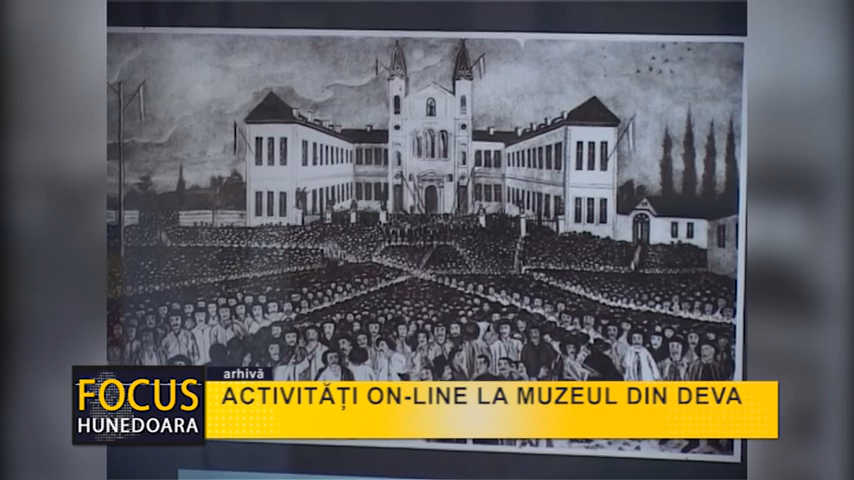 arhivă
FOCUS
HUNEDOARA
ACTIVITĂȚI ON-LINE LA MUZEUL DIN DEVA